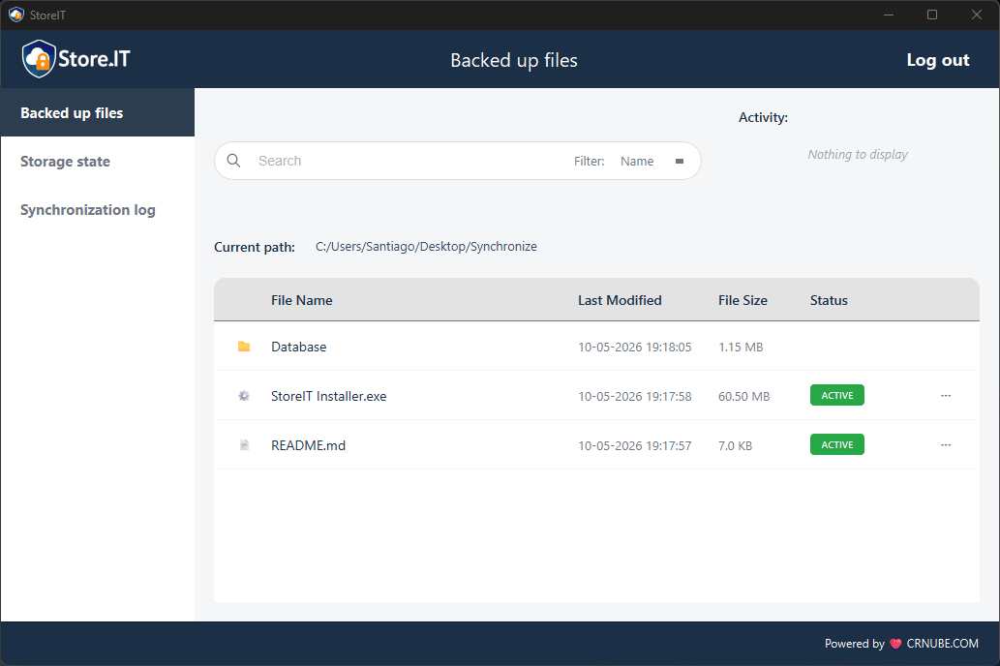 StoreIT
Store.IT
Backed up files
Log out
Backed up files
Storage state
Synchronization log
Activity:
Nothing to display
Search
Filter: Name
Current path: C:/Users/Santiago/Desktop/Synchronize
File Name Last Modified File Size Status
Database 10-05-2026 19:18:05 1.15 MB
StoreIT Installer.exe 10-05-2026 19:17:58 60.50 MB ACTIVE ...
README.md 10-05-2026 19:17:57 7.0 KB ACTIVE ...
Powered by ❤ CRNUBE.COM